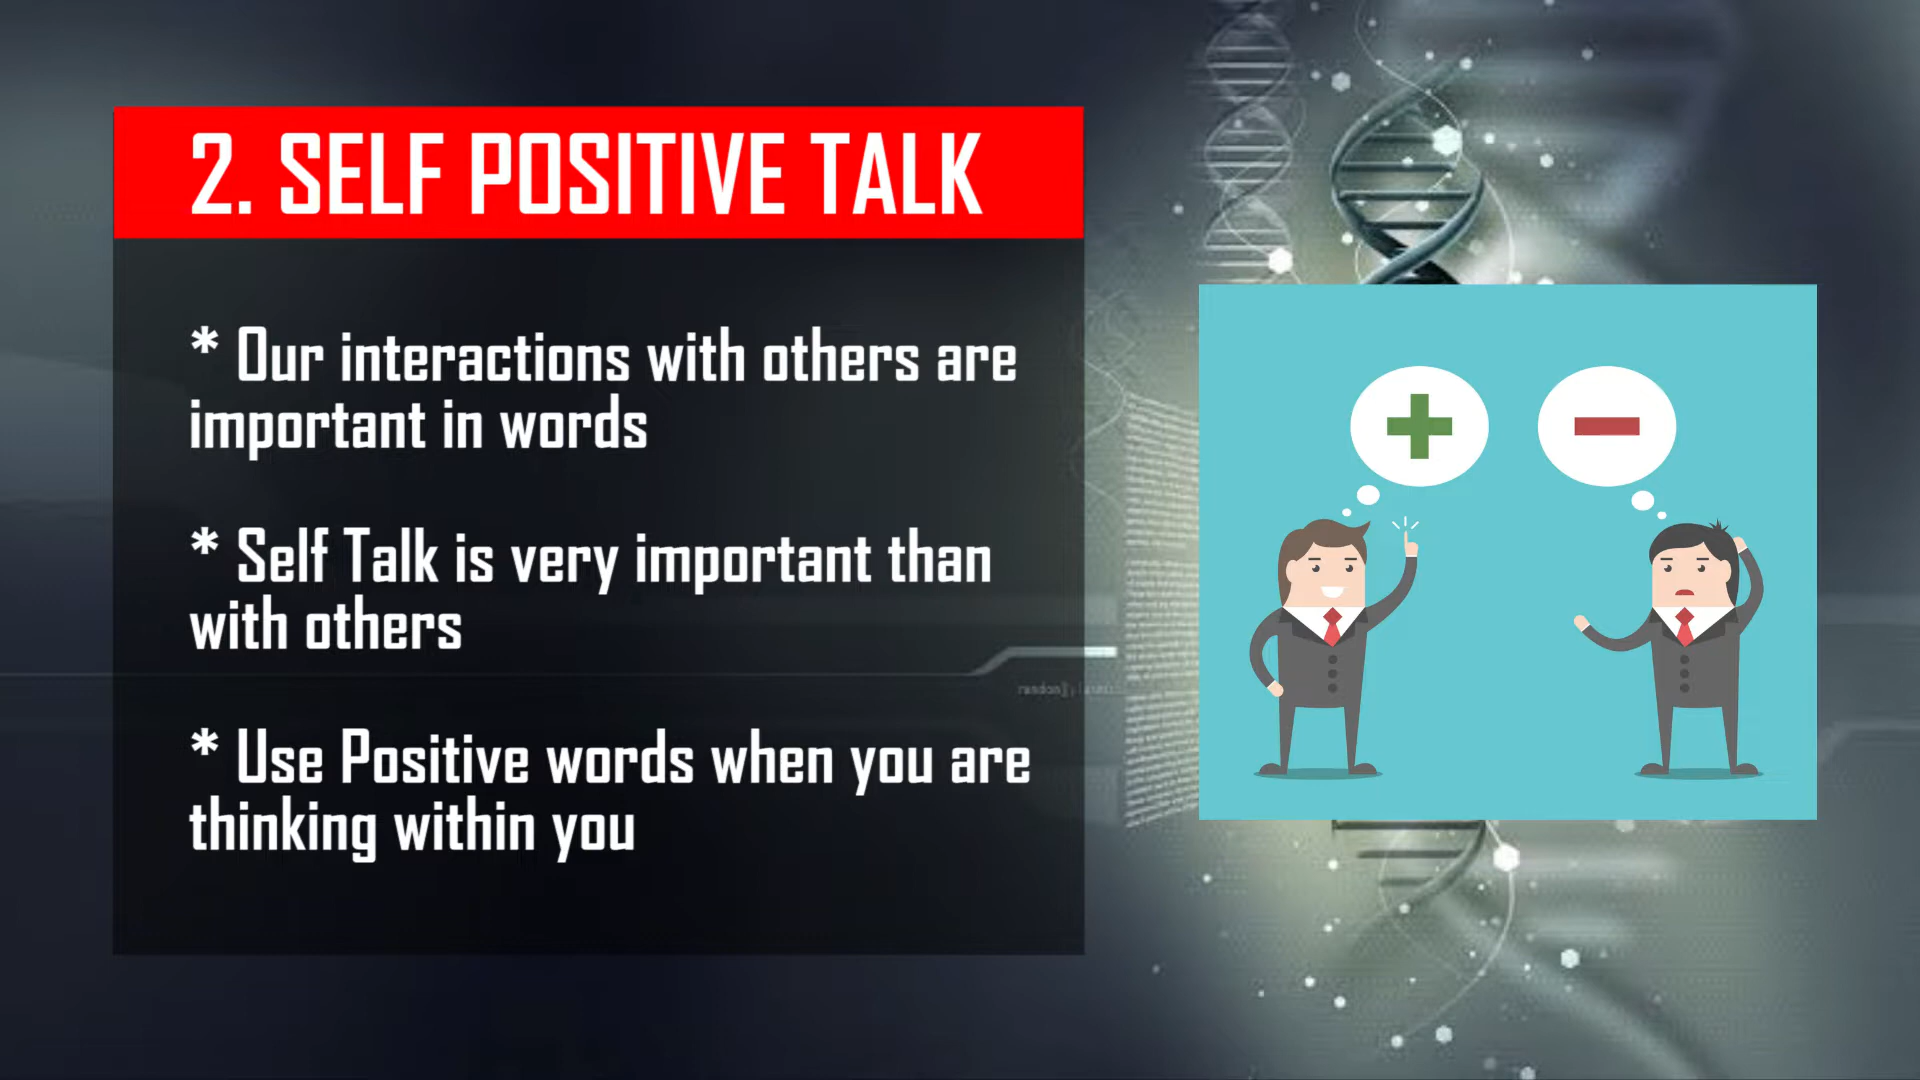 2. SELF POSITIVE TALK
* Our interactions with others are
important in words
* Self Talk is very important than
with others
* Use Positive words when you are
thinking within you